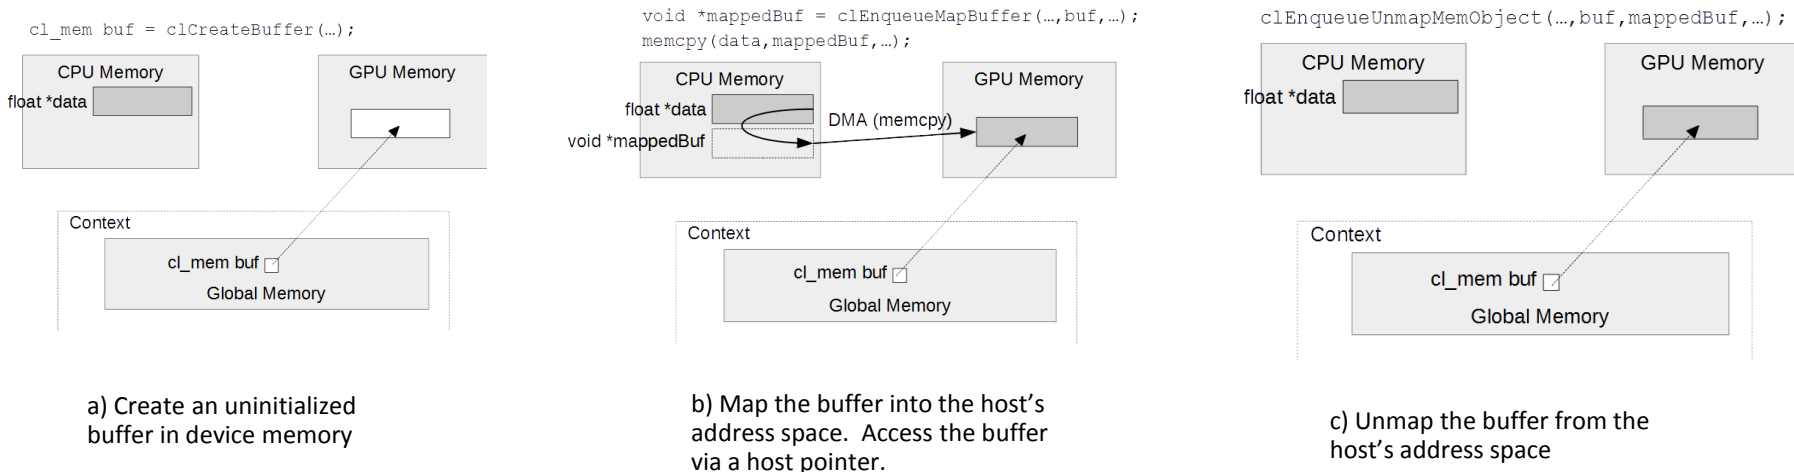 cl_mem buf = clCreateBuffer(…);
CPU Memory
float *data
GPU Memory
Context
cl_mem buf
Global Memory
a) Create an uninitialized
buffer in device memory
void *mappedBuf = clEnqueueMapBuffer(…,buf,…);
memcpy(data,mappedBuf,…);
CPU Memory
float *data
void *mappedBuf
DMA (memcpy)
GPU Memory
Context
cl_mem buf
Global Memory
b) Map the buffer into the host’s
address space.  Access the buffer
via a host pointer.
clEnqueueUnmapMemObject(…,buf,mappedBuf,…);
CPU Memory
float *data
GPU Memory
Context
cl_mem buf
Global Memory
c) Unmap the buffer from the
host’s address space